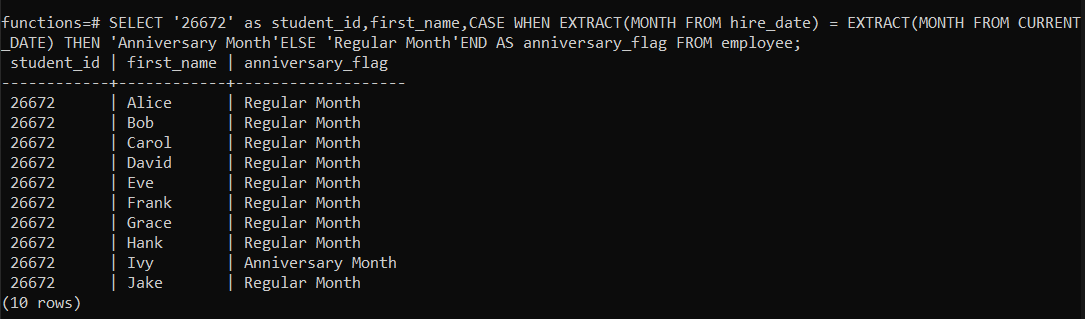 functions=# SELECT '26672' as student_id,first_name,CASE WHEN EXTRACT(MONTH FROM hire_date) = EXTRACT(MONTH FROM CURRENT
_DATE) THEN 'Anniversary Month'ELSE 'Regular Month'END AS anniversary_flag FROM employee;
 student_id | first_name | anniversary_flag
------------+------------+-------------------
 26672      | Alice      | Regular Month
 26672      | Bob        | Regular Month
 26672      | Carol      | Regular Month
 26672      | David      | Regular Month
 26672      | Eve        | Regular Month
 26672      | Frank      | Regular Month
 26672      | Grace      | Regular Month
 26672      | Hank       | Regular Month
 26672      | Ivy        | Anniversary Month
 26672      | Jake       | Regular Month
(10 rows)